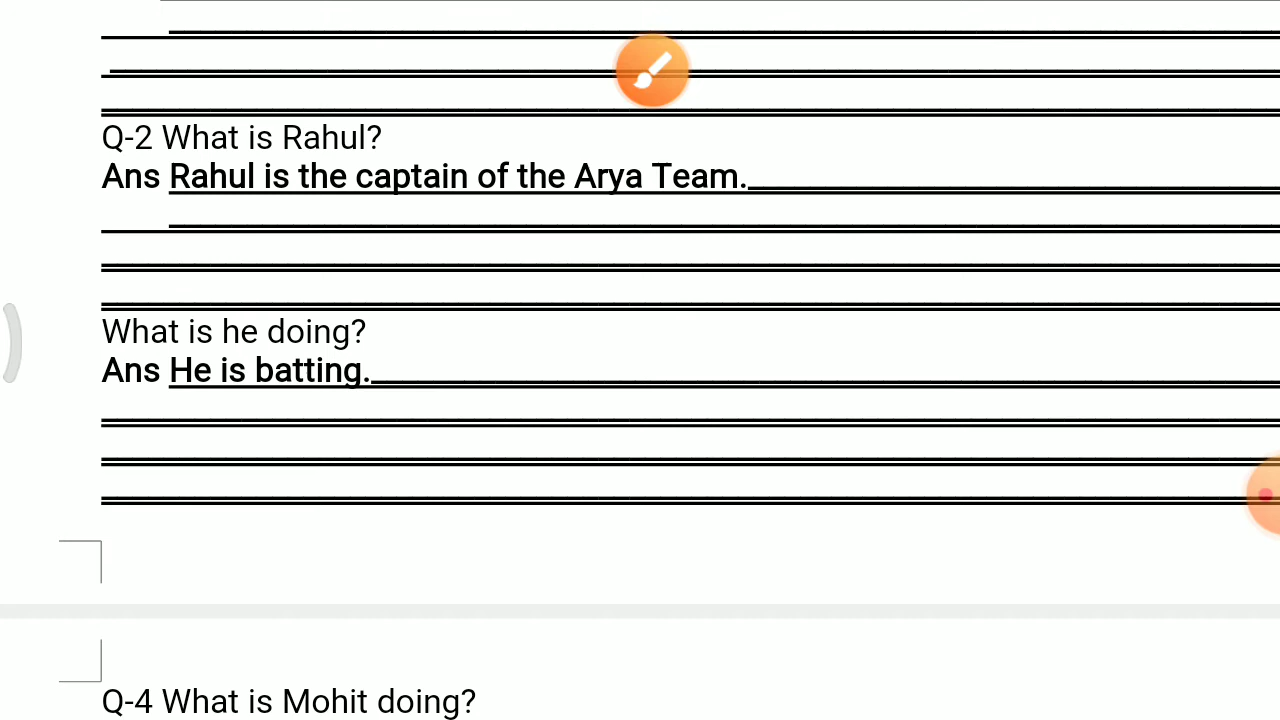 Q-2 What is Rahul?
Ans Rahul is the captain of the Arya Team.
What is he doing?
Ans He is batting.
Q-4 What is Mohit doing?